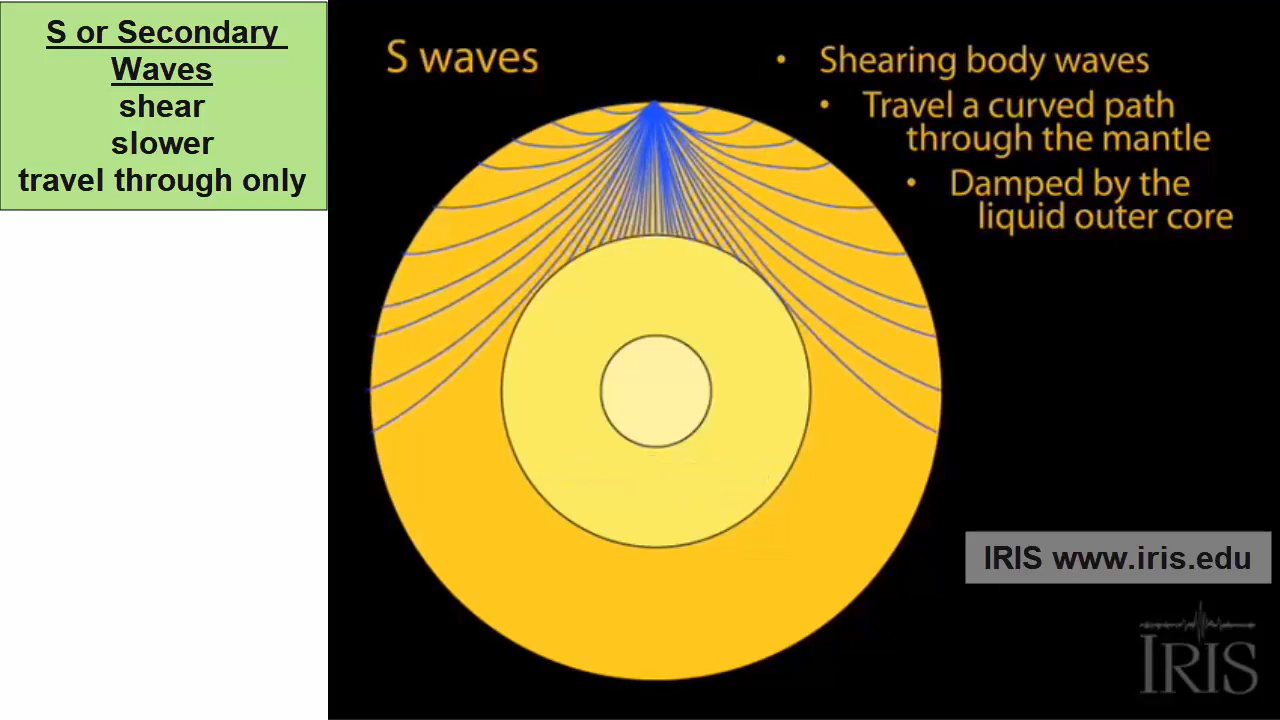 S or Secondary
Waves
shear
slower
travel through only
S waves
• Shearing body waves
• Travel a curved path
through the mantle
• Damped by the
liquid outer core
IRIS www.iris.edu
IRIS